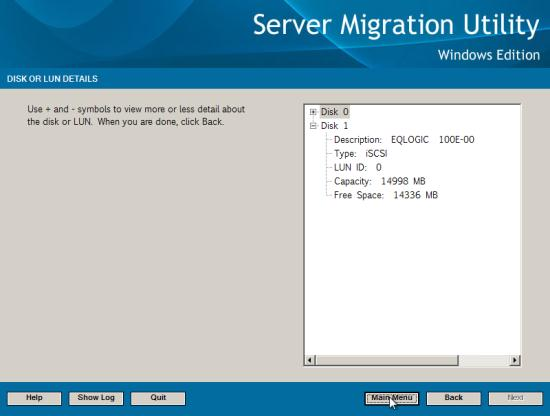 Server Migration Utility
Windows Edition
DISK OR LUN DETAILS
Use + and - symbols to view more or less detail about
the disk or LUN. When you are done, click Back.
Disk 0
Disk 1
Description: EQLOGIC 100E-00
Type: iSCSI
LUN ID: 0
Capacity: 14998 MB
Free Space: 14336 MB
Help Show Log Quit Main Menu Back Next